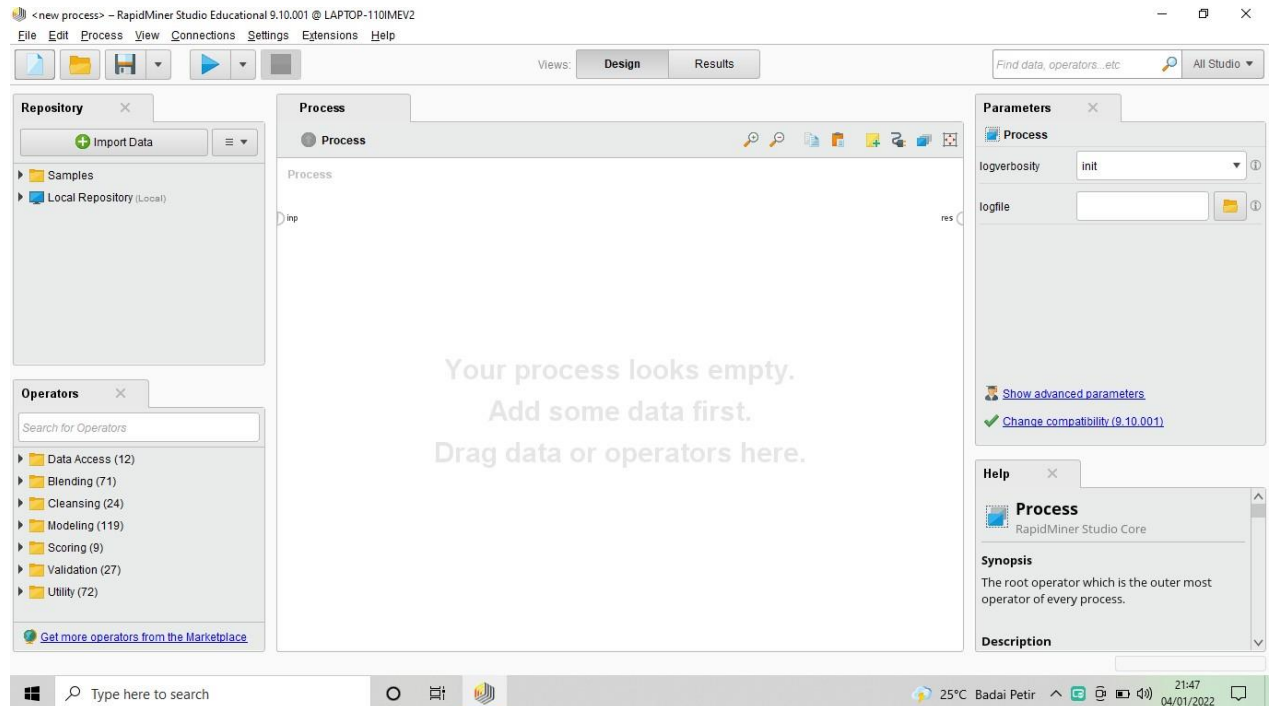 <new process> – RapidMiner Studio Educational 9.10.001 @ LAPTOP-110IMEV2
File Edit Process View Connections Settings Extensions Help
Views: Design Results
Find data, operators...etc All Studio
Repository
Import Data
Samples
Local Repository (Local)
Operators
Search for Operators
Data Access (12)
Blending (71)
Cleansing (24)
Modeling (119)
Scoring (9)
Validation (27)
Utility (72)
Get more operators from the Marketplace
Process
Process
Process
inp
res
Your process looks empty.
Add some data first.
Drag data or operators here.
Parameters
Process
logverbosity init
logfile
Show advanced parameters
Change compatibility (9.10.001)
Help
Process
RapidMiner Studio Core
Synopsis
The root operator which is the outer most
operator of every process.
Description
Type here to search
25°C Badai Petir
21:47
04/01/2022